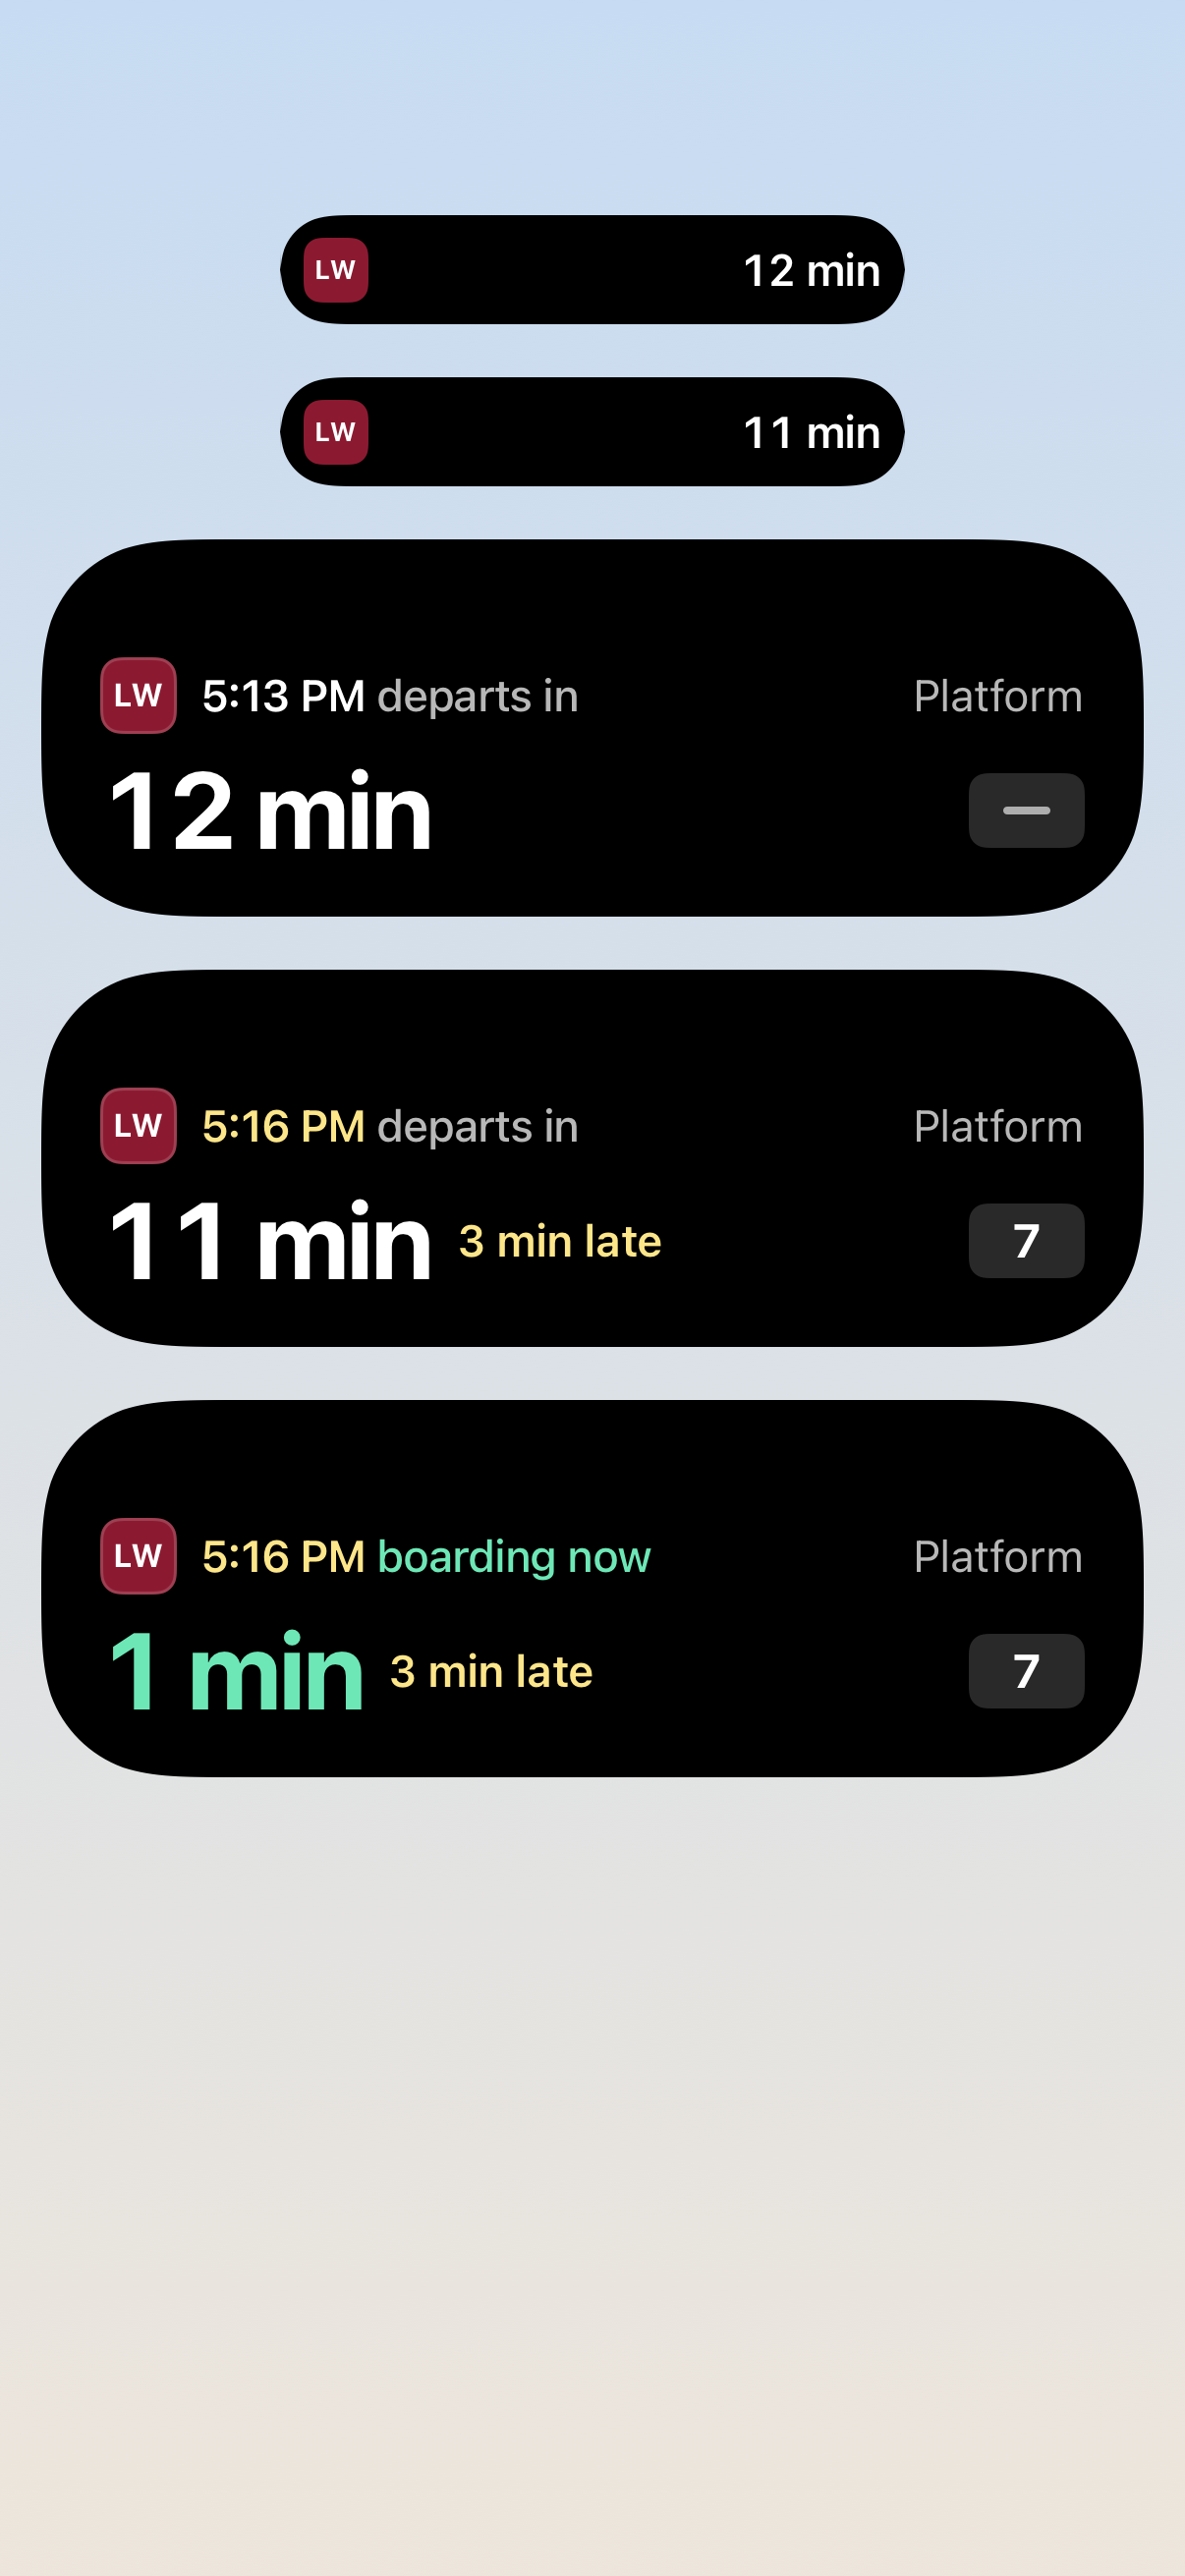 LW 12 min
LW 11 min
LW 5:13 PM departs in Platform
12 min —
LW 5:16 PM departs in Platform
11 min 3 min late 7
LW 5:16 PM boarding now Platform
1 min 3 min late 7